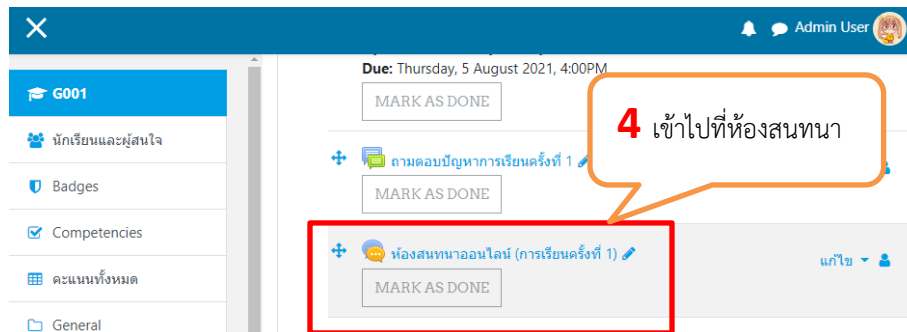 Admin User
G001
นักเรียนและผู้สนใจ
Badges
Competencies
คะแนนทั้งหมด
General
Due: Thursday, 5 August 2021, 4:00PM
MARK AS DONE
4 เข้าไปที่ห้องสนทนา
ถามตอบปัญหาการเรียนครั้งที่ 1
MARK AS DONE
ห้องสนทนาออนไลน์ (การเรียนครั้งที่ 1)
แก้ไข
MARK AS DONE